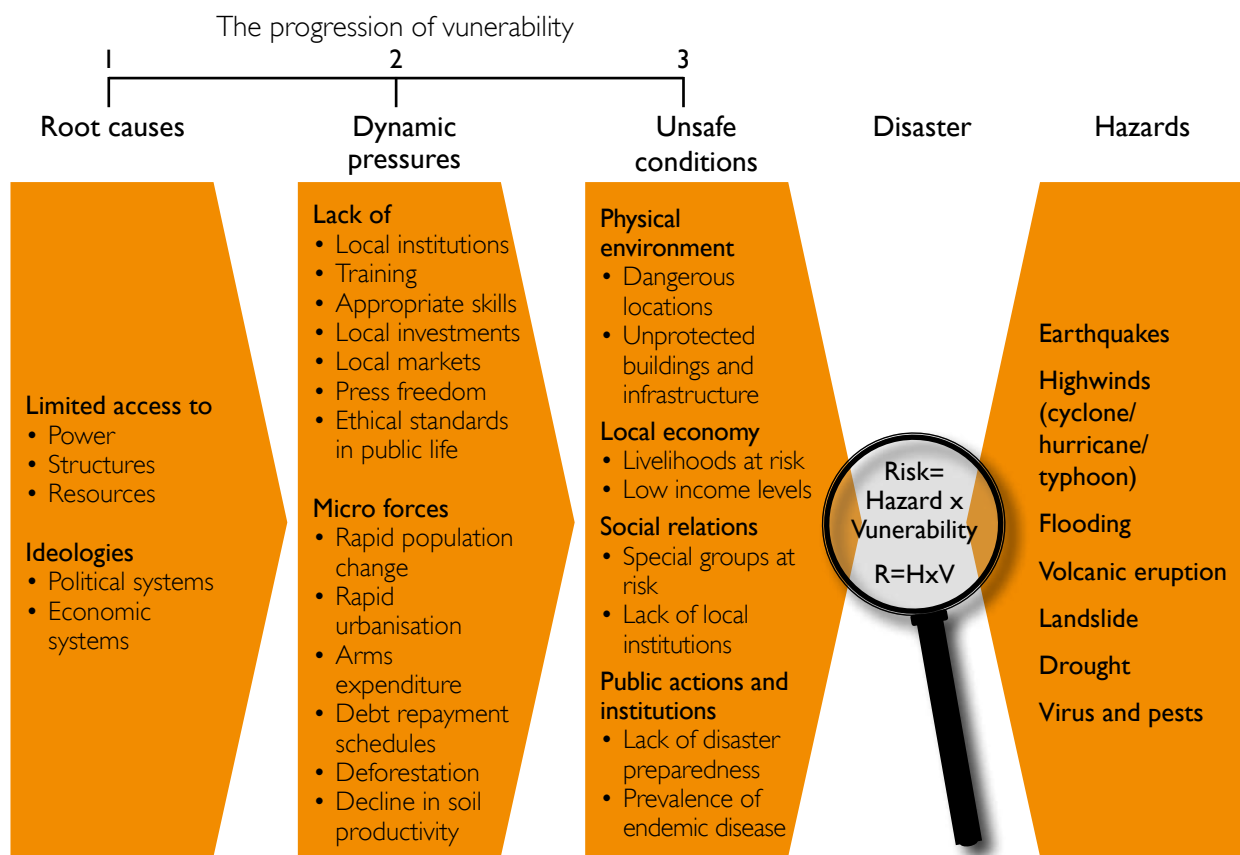 The progression of vunerability
1
2
3
Root causes
Dynamic
pressures
Unsafe
conditions
Disaster
Hazards
Limited access to
• Power
• Structures
• Resources
Ideologies
• Political systems
• Economic
systems
Lack of
• Local institutions
• Training
• Appropriate skills
• Local investments
• Local markets
• Press freedom
• Ethical standards
in public life
Micro forces
• Rapid population
change
• Rapid
urbanisation
• Arms
expenditure
• Debt repayment
schedules
• Deforestation
• Decline in soil
productivity
Physical
environment
• Dangerous
locations
• Unprotected
buildings and
infrastructure
Local economy
• Livelihoods at risk
• Low income levels
Social relations
• Special groups at
risk
• Lack of local
institutions
Public actions and
institutions
• Lack of disaster
preparedness
• Prevalence of
endemic disease
Risk=
Hazard x
Vunerability
R=HxV
Earthquakes
Highwinds
(cyclone/
hurricane/
typhoon)
Flooding
Volcanic eruption
Landslide
Drought
Virus and pests